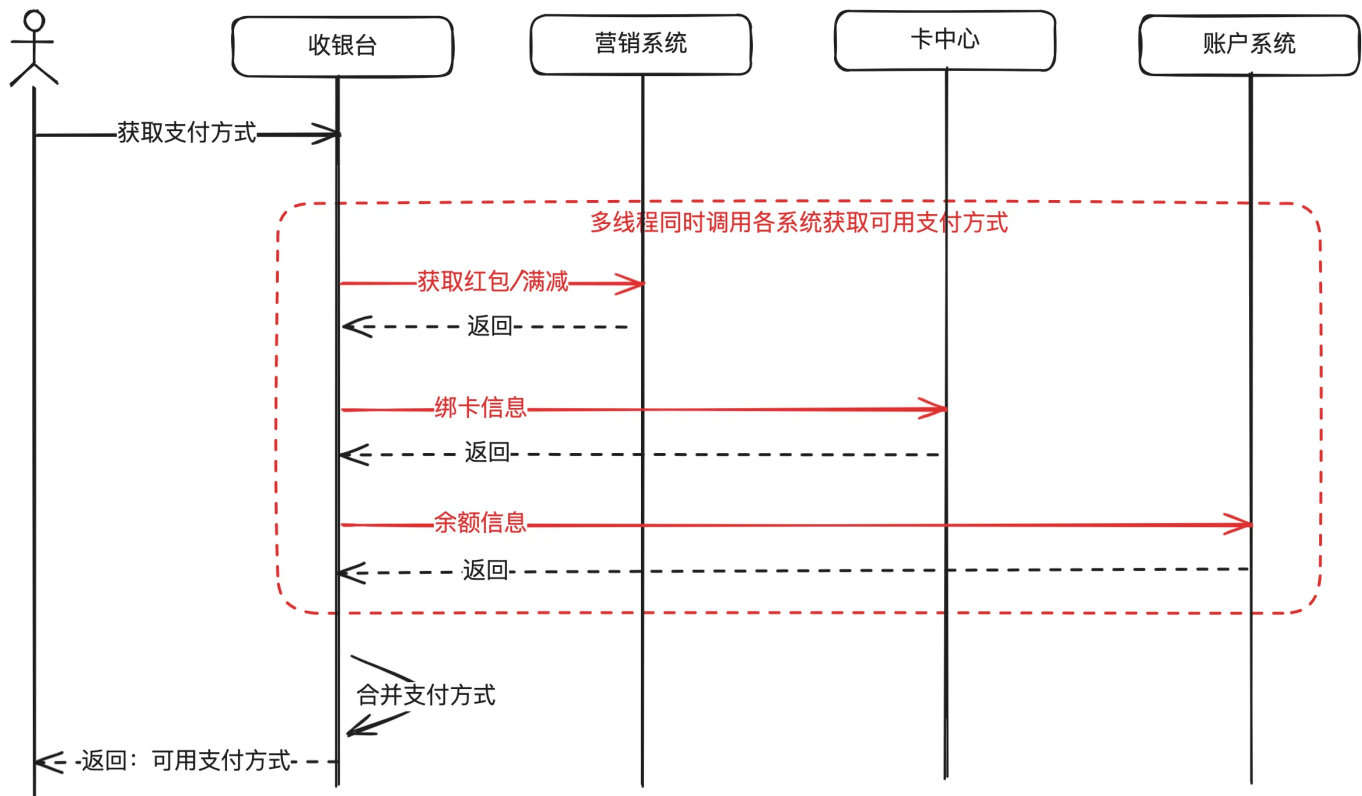 收银台
营销系统
卡中心
账户系统
获取支付方式
多线程同时调用各系统获取可用支付方式
获取红包/满减
返回
绑卡信息
返回
余额信息
返回
合并支付方式
返回：可用支付方式